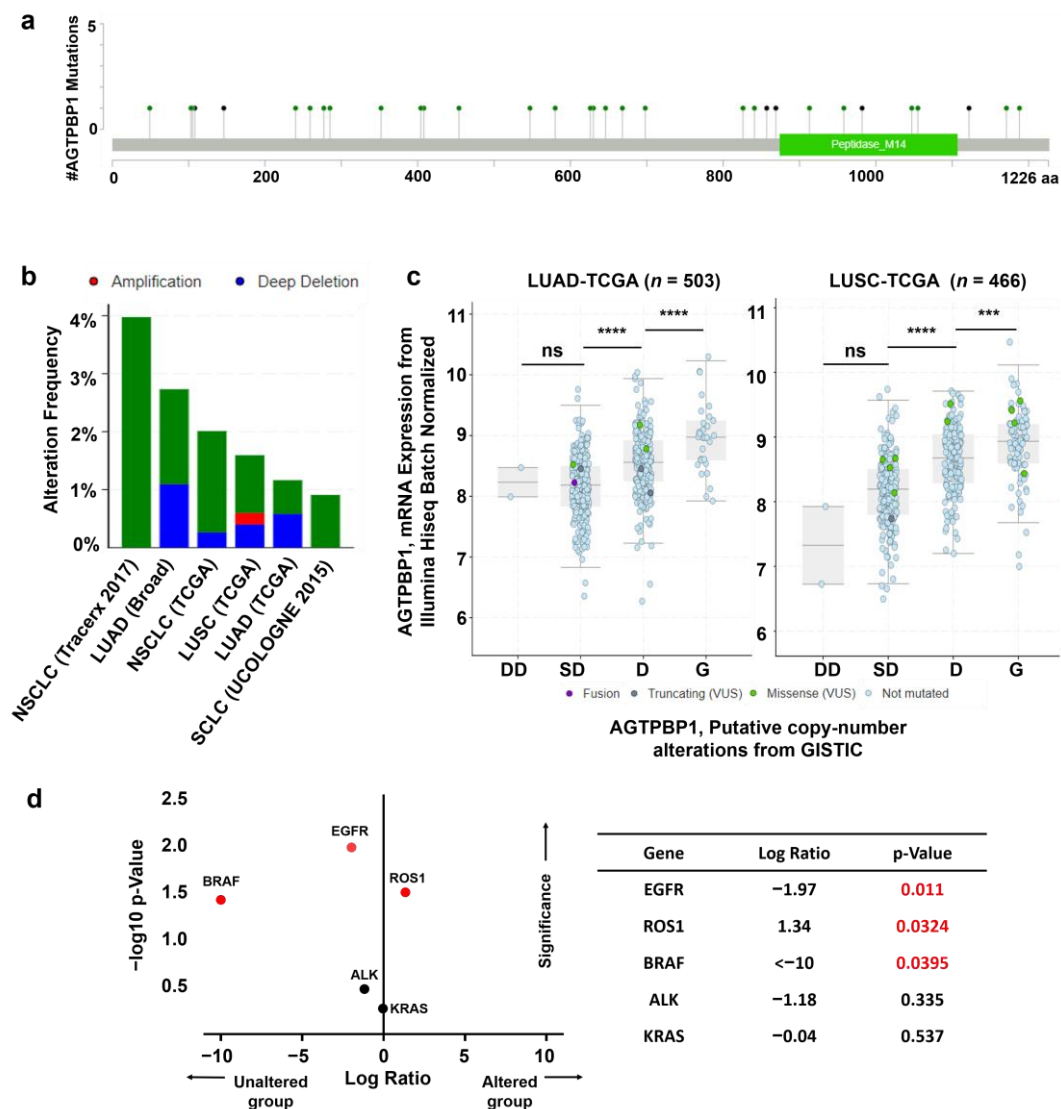 a
#AGTPBP1 Mutations
5
0
Peptidase_M14
0 200 400 600 800 1000 1226 aa
b
Amplification Deep Deletion
Alteration Frequency
4%
3%
2%
1%
0%
NSCLC (Tracerx 2017)
LUAD (Broad)
NSCLC (TCGA)
LUSC (TCGA)
LUAD (TCGA)
SCLC (UCOLOGNE 2015)
c
LUAD-TCGA (n = 503)
AGTPBP1, mRNA Expression from
Illumina Hiseq Batch Normalized
11
10
9
8
7
6
ns **** ****
DD SD D G
LUSC-TCGA (n = 466)
11
10
9
8
7
6
ns **** ***
DD SD D G
Fusion Truncating (VUS) Missense (VUS) Not mutated
AGTPBP1, Putative copy-number
alterations from GISTIC
d
−log10 p-Value
2.5
2.0
1.5
1.0
0.5
EGFR
BRAF
ROS1
ALK
KRAS
−10 −5 0 5 10
Unaltered
group
Log Ratio
Altered
group
Significance
Gene Log Ratio p-Value
EGFR −1.97 0.011
ROS1 1.34 0.0324
BRAF <−10 0.0395
ALK −1.18 0.335
KRAS −0.04 0.537